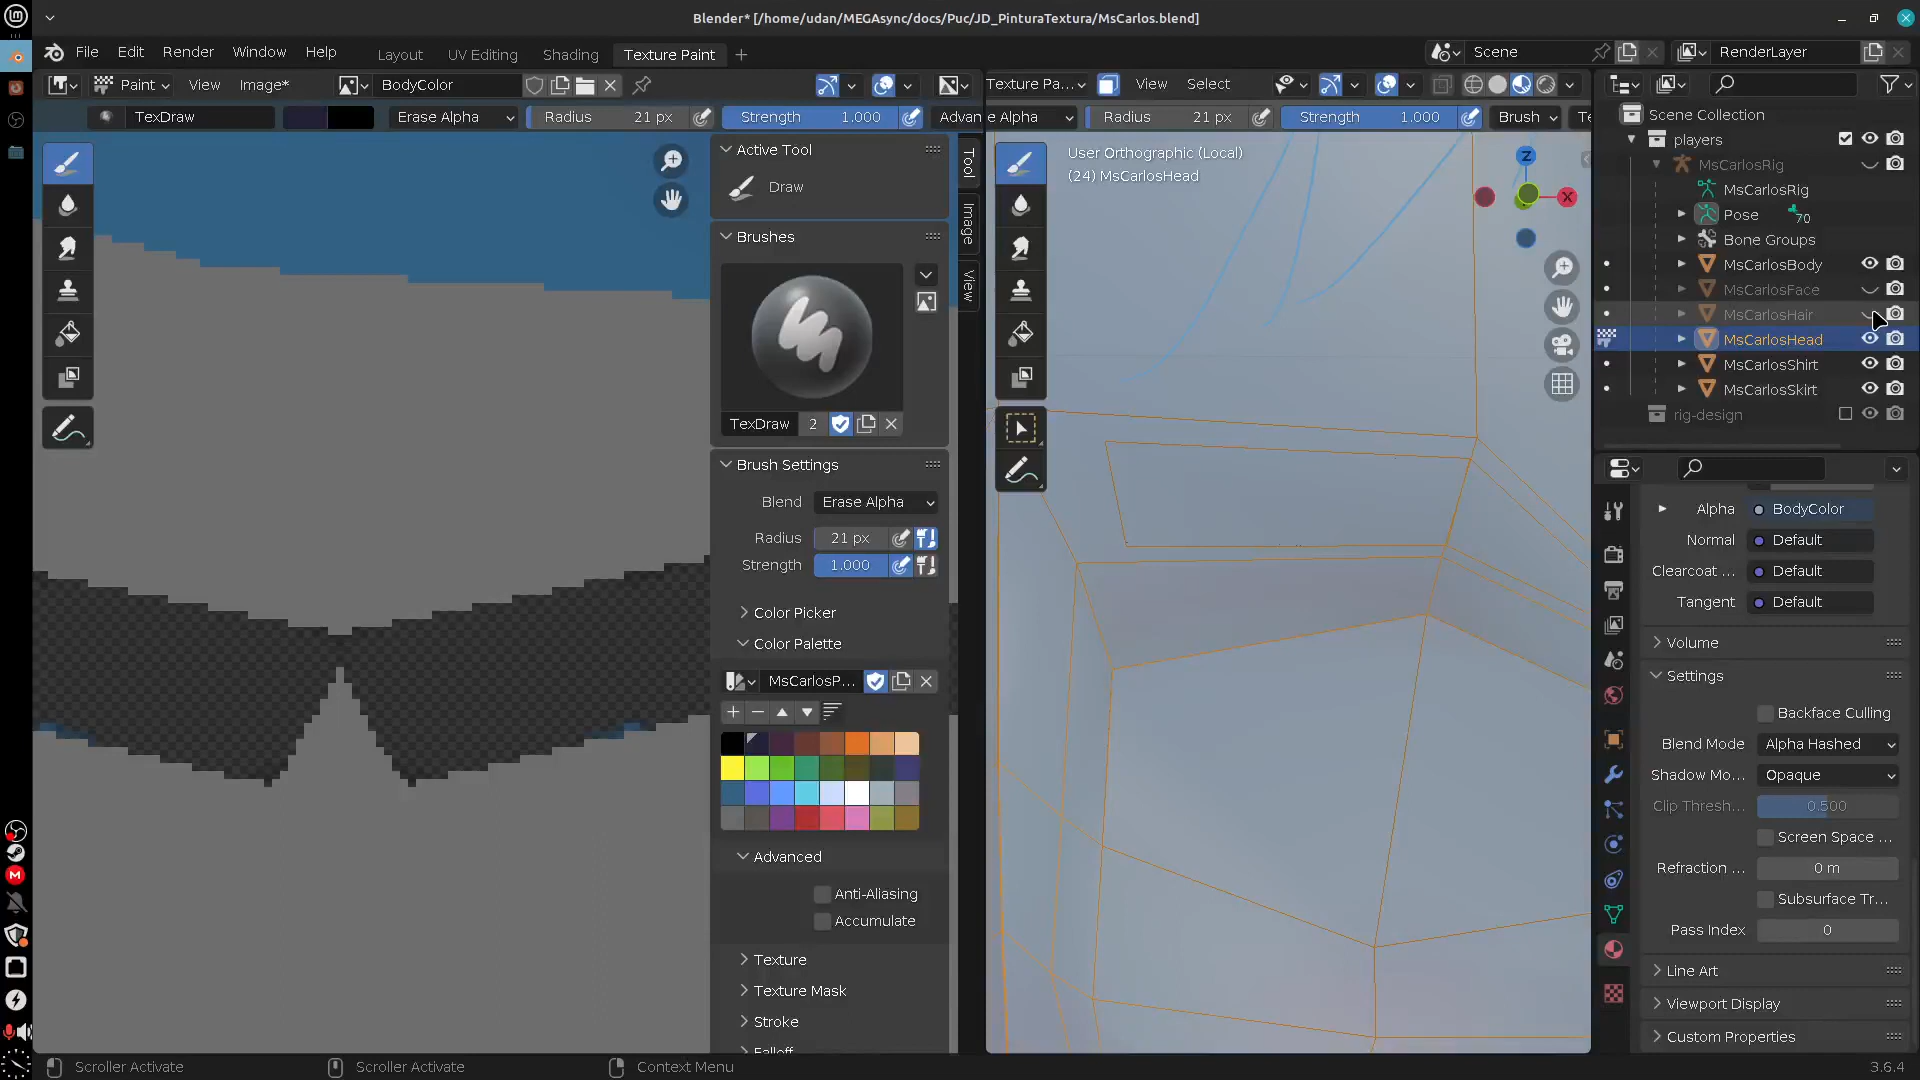 Blender* [/home/udan/MEGAsync/docs/Puc/JD_PinturaTextura/MsCarlos.blend]
File Edit Render Window Help Layout UV Editing Shading Texture Paint + Scene RenderLayer
Paint View Image* BodyColor Texture Pa... View Select
TexDraw Erase Alpha Radius 21 px Strength 1.000 Advan e Alpha Radius 21 px Strength 1.000 Brush Te
Scene Collection
players
MsCarlosRig
MsCarlosRig
Pose 70
Bone Groups
MsCarlosBody
MsCarlosFace
MsCarlosHair
MsCarlosHead
MsCarlosShirt
MsCarlosSkirt
rig-design
Active Tool
Draw
Brushes
TexDraw 2
Brush Settings
Blend Erase Alpha
Radius 21 px
Strength 1.000
Color Picker
Color Palette
MsCarlosP...
Advanced
Anti-Aliasing
Accumulate
Texture
Texture Mask
Stroke
Falloff
Tool
Image
View
User Orthographic (Local)
(24) MsCarlosHead
Z
X
Alpha BodyColor
Normal Default
Clearcoat ... Default
Tangent Default
Volume
Settings
Backface Culling
Blend Mode Alpha Hashed
Shadow Mo... Opaque
Clip Thresh... 0.500
Screen Space ...
Refraction ... 0 m
Subsurface Tr...
Pass Index 0
Line Art
Viewport Display
Custom Properties
Scroller Activate Scroller Activate Context Menu 3.6.4